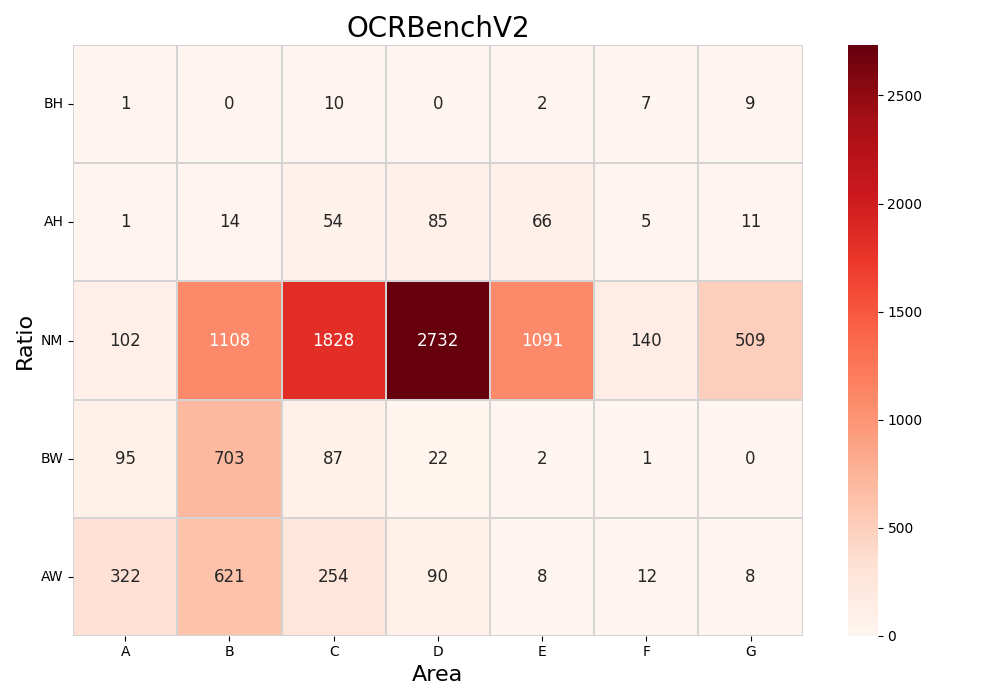 OCRBenchV2
BH 1 0 10 0 2 7 9
AH 1 14 54 85 66 5 11
NM 102 1108 1828 2732 1091 140 509
BW 95 703 87 22 2 1 0
AW 322 621 254 90 8 12 8
A B C D E F G
Ratio
Area
2500
2000
1500
1000
500
0